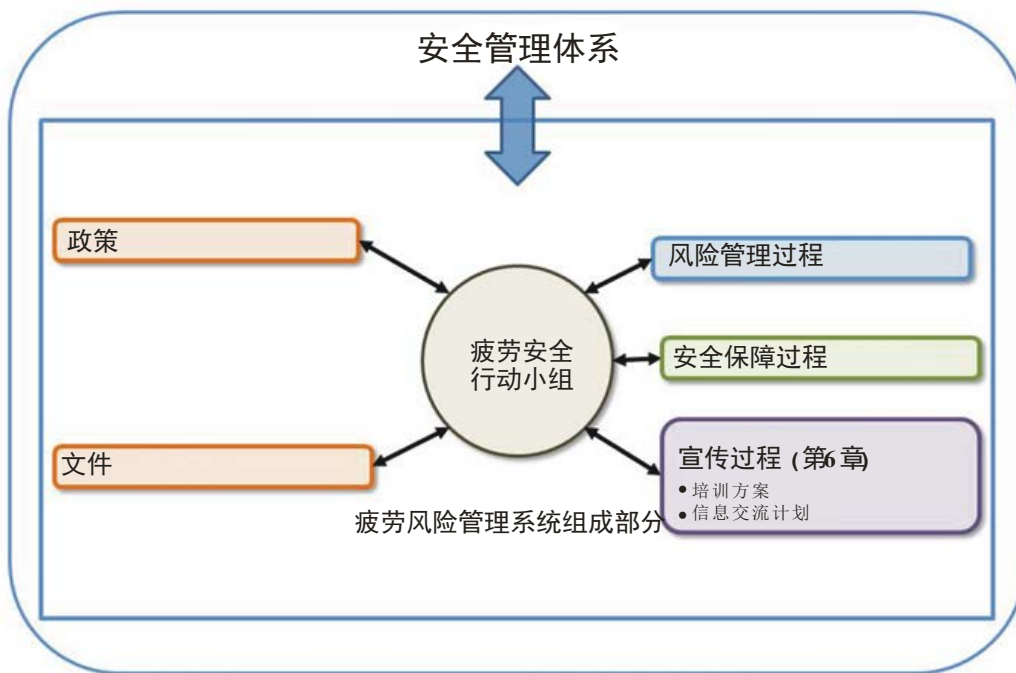 安全管理体系
政策
风险管理过程
疲劳安全
行动小组
安全保障过程
文件
宣传过程 (第6章)
• 培训方案
• 信息交流计划
疲劳风险管理系统组成部分